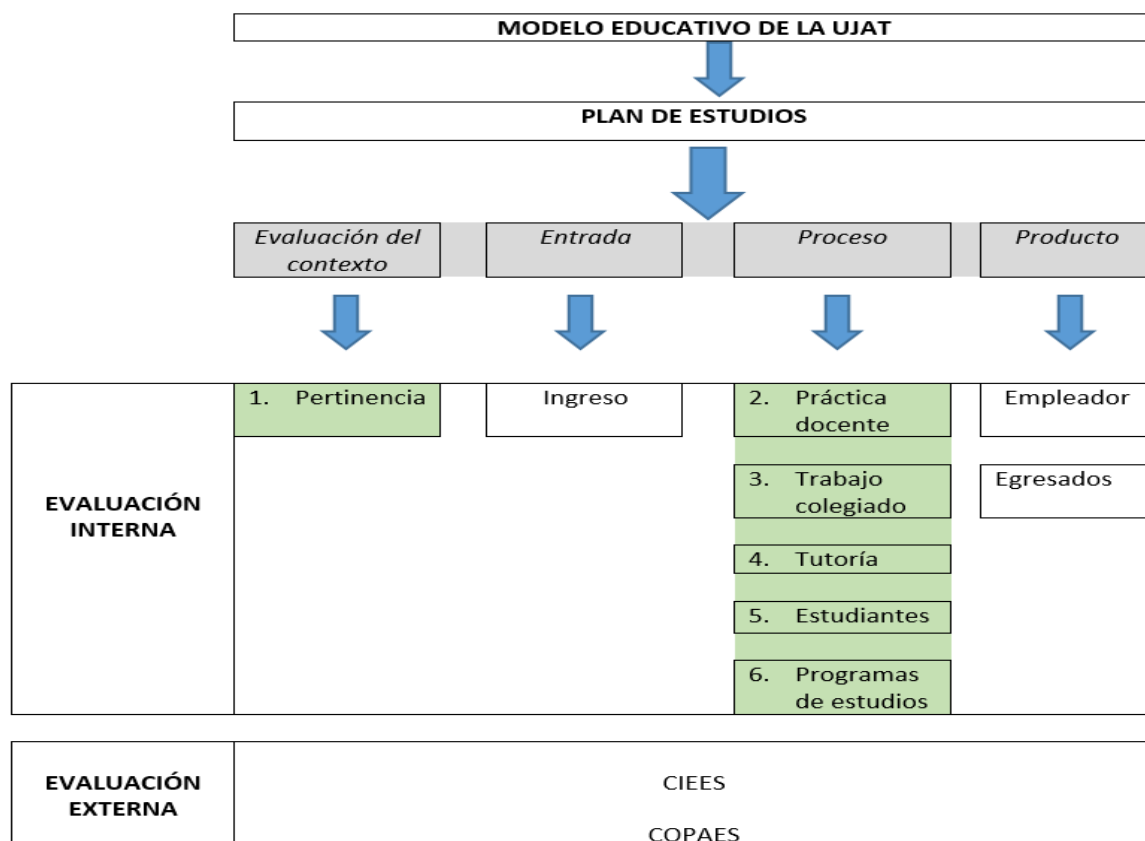 MODELO EDUCATIVO DE LA UJAT
PLAN DE ESTUDIOS
Evaluación del
contexto
Entrada
Proceso
Producto
EVALUACIÓN
INTERNA
1. Pertinencia
Ingreso
2. Práctica
docente
3. Trabajo
colegiado
4. Tutoría
5. Estudiantes
6. Programas
de estudios
Empleador
Egresados
EVALUACIÓN
EXTERNA
CIEES
COPAES